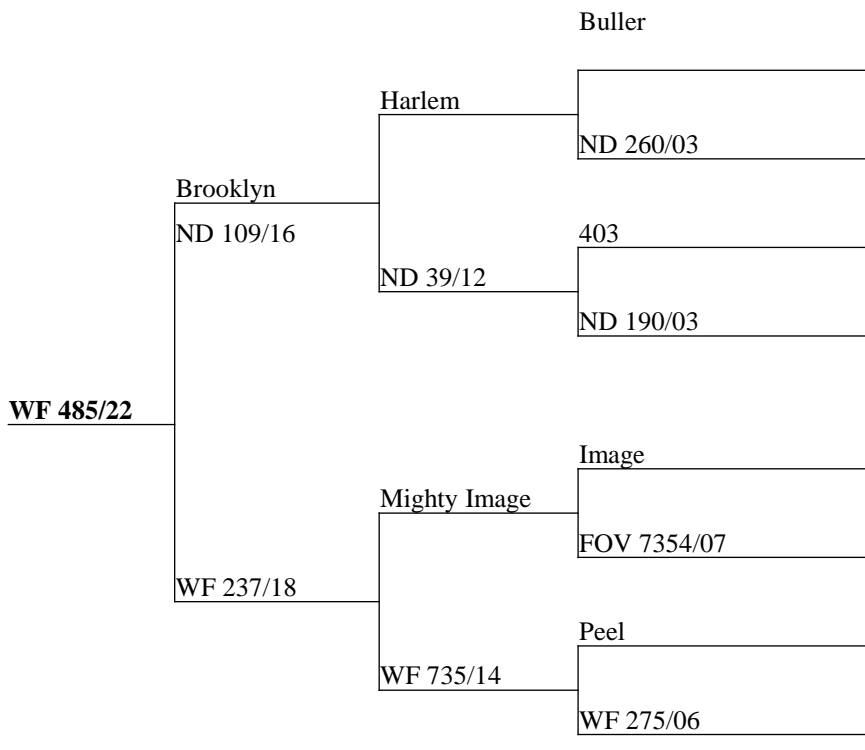 Buller
Harlem
ND 260/03
Brooklyn
ND 109/16
403
ND 39/12
ND 190/03
WF 485/22
Image
Mighty Image
FOV 7354/07
WF 237/18
Peel
WF 735/14
WF 275/06